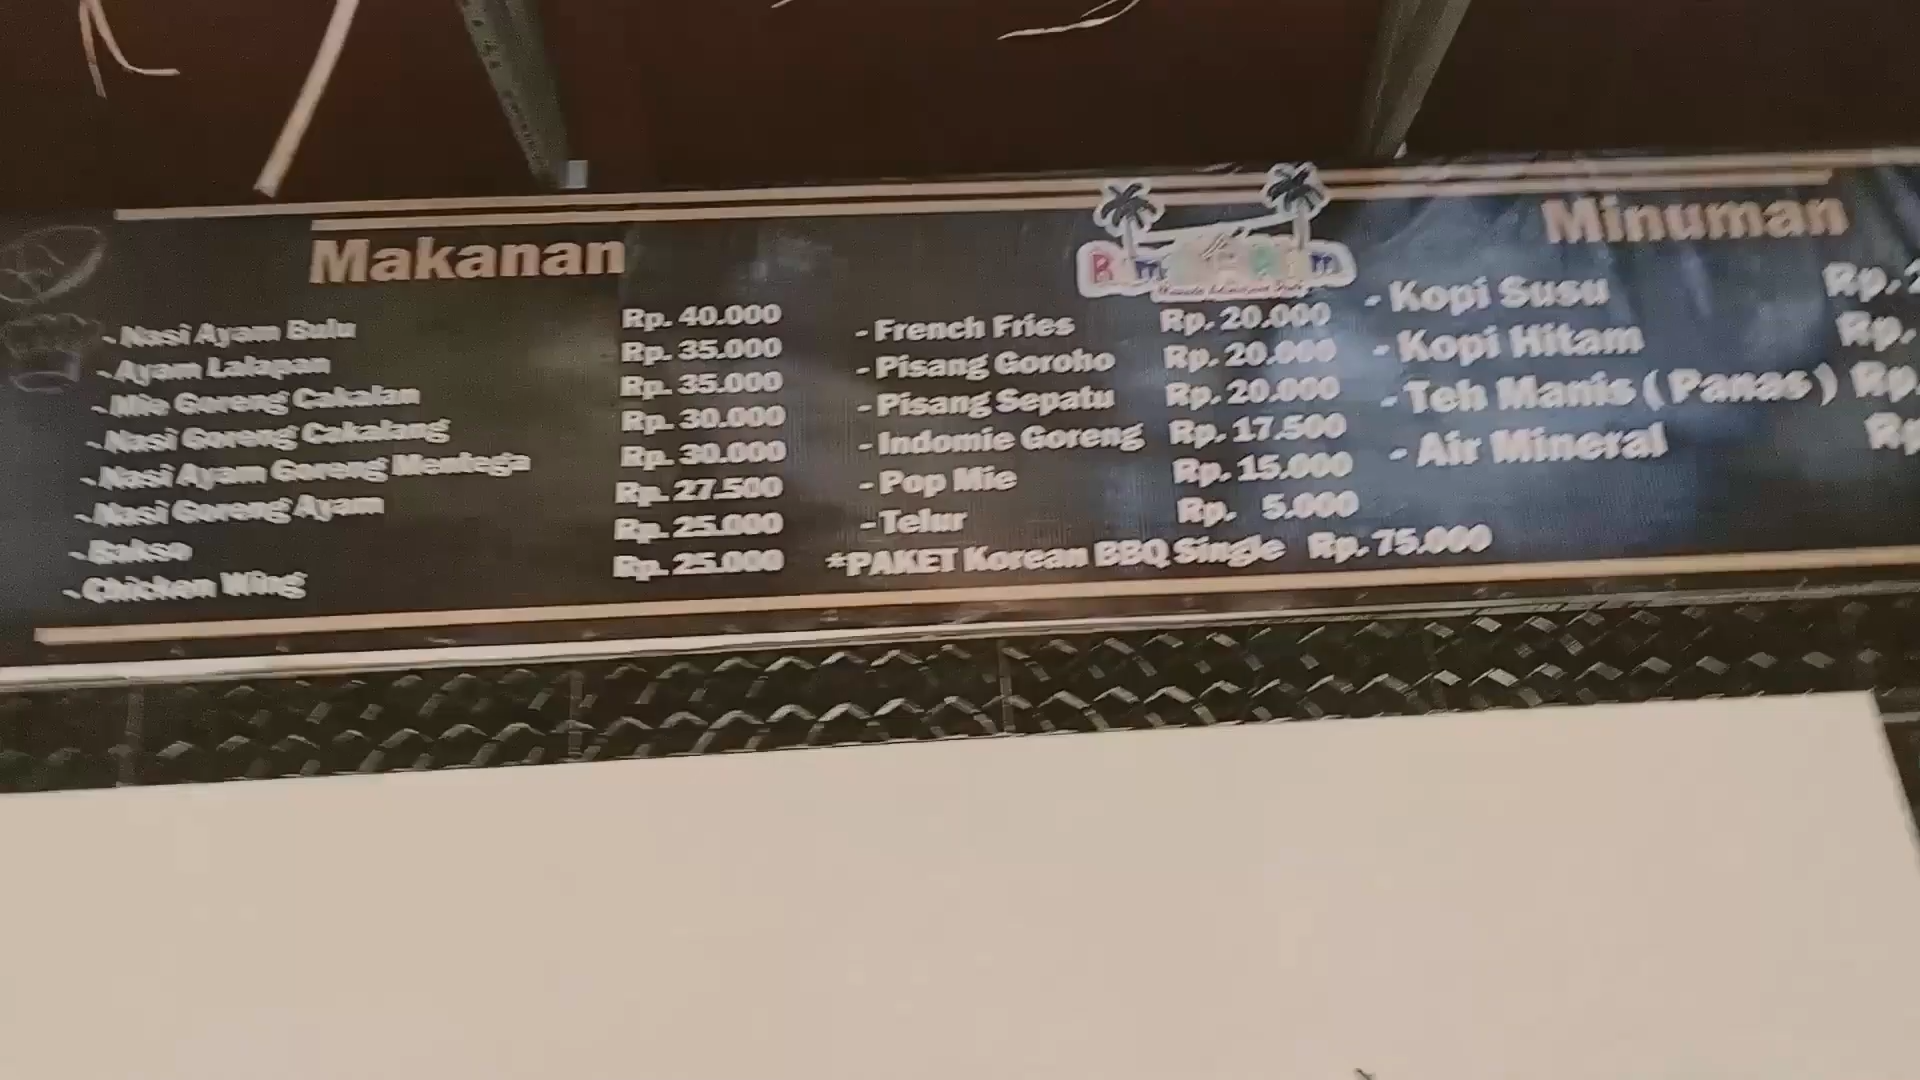 Makanan
- Nasi Ayam Bulu Rp. 40.000
- Ayam Lalapan Rp. 35.000
- Mie Goreng Cakalan Rp. 35.000
- Nasi Goreng Cakalang Rp. 30.000
- Nasi Ayam Goreng Mentega Rp. 30.000
- Nasi Goreng Ayam Rp. 27.500
- Bakso Rp. 25.000
- Chicken Wing Rp. 25.000
- French Fries Rp. 20.000
- Pisang Goroho Rp. 20.000
- Pisang Sepatu Rp. 20.000
- Indomie Goreng Rp. 17.500
- Pop Mie Rp. 15.000
- Telur Rp. 5.000
*PAKET Korean BBQ Single Rp. 75.000
Minuman
- Kopi Susu Rp.
- Kopi Hitam Rp.
- Teh Manis ( Panas ) Rp.
- Air Mineral Rp